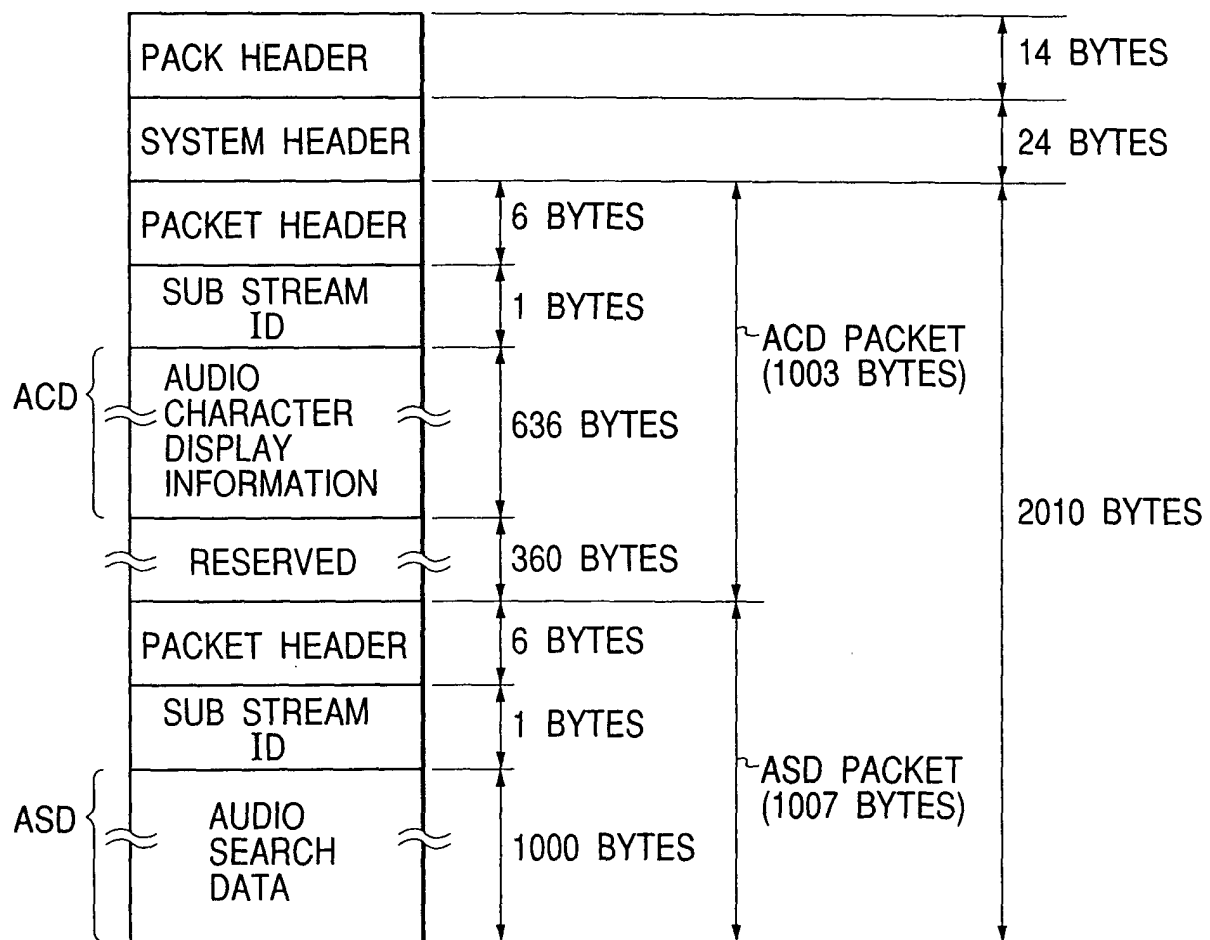 PACK HEADER
14 BYTES
SYSTEM HEADER
24 BYTES
PACKET HEADER
6 BYTES
SUB STREAM
ID
1 BYTES
ACD PACKET
(1003 BYTES)
ACD
AUDIO
CHARACTER
DISPLAY
INFORMATION
636 BYTES
2010 BYTES
RESERVED
360 BYTES
PACKET HEADER
6 BYTES
SUB STREAM
ID
1 BYTES
ASD PACKET
(1007 BYTES)
ASD
AUDIO
SEARCH
DATA
1000 BYTES